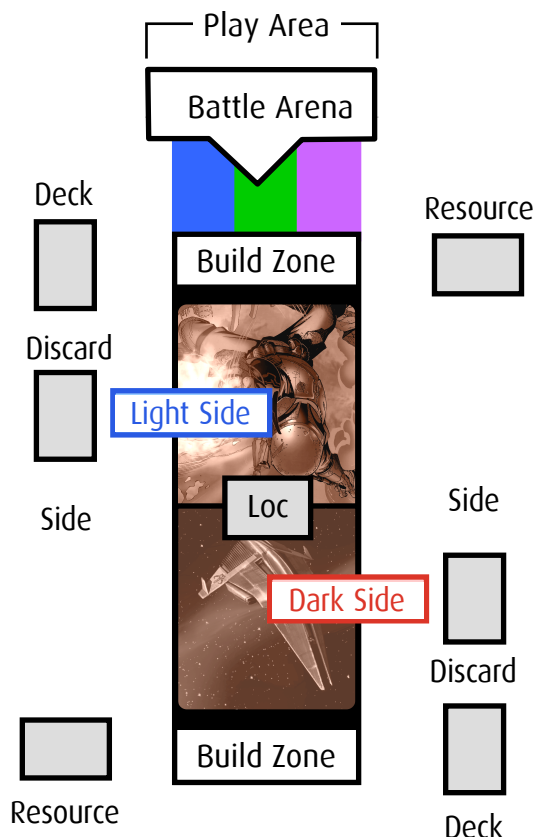 Play Area
Battle Arena
Deck
Resource
Build Zone
Discard
Light Side
Side
Loc
Side
Dark Side
Discard
Build Zone
Resource
Deck